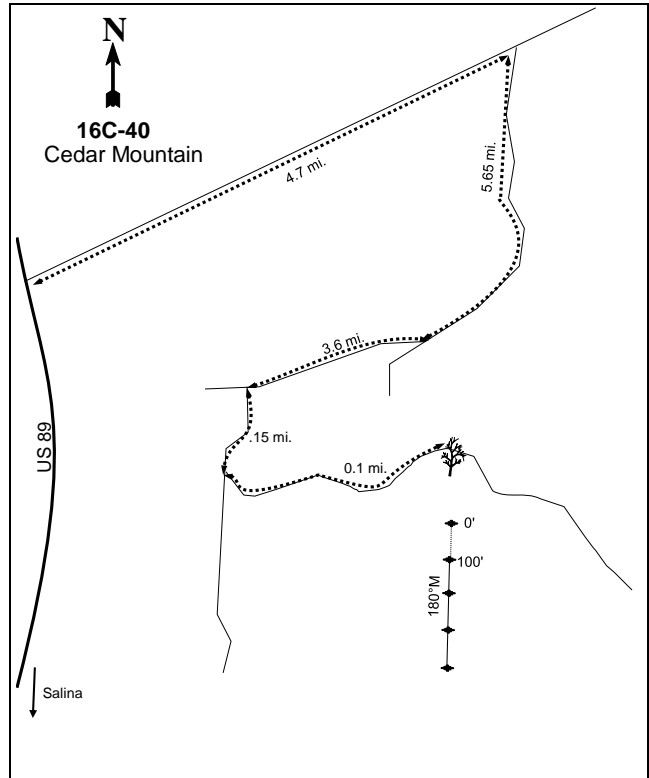 N
16C-40
Cedar Mountain
4.7 mi.
5.65 mi.
3.6 mi.
.15 mi.
0.1 mi.
US 89
0'
100'
180°M
Salina